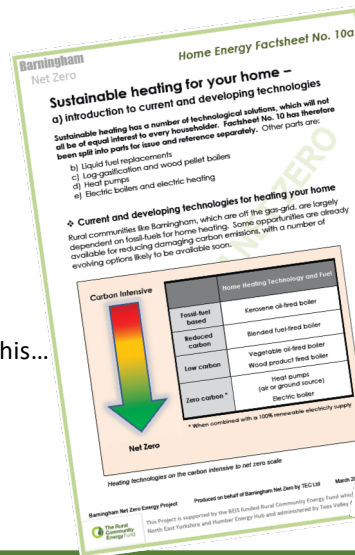 Barningham
Net Zero
Home Energy Factsheet No. 10a
Sustainable heating for your home –
a) introduction to current and developing technologies
Sustainable heating has a number of technological solutions, which will not
all be of equal interest to every householder. Factsheet No. 10 has therefore
been split into parts for issue and reference separately. Other parts are:
b) Liquid fuel replacements
c) Log-gasification and wood pellet boilers
d) Heat pumps
e) Electric boilers and electric heating
❖ Current and developing technologies for heating your home
Rural communities like Barningham, which are off the gas-grid, are largely
dependent on fossil-fuels for home heating. Some opportunities are already
available for reducing damaging carbon emissions, with a number of
evolving options likely to be available soon.
NET ZERO
Carbon Intensive
Home Heating Technology and Fuel
Fossil-fuel
based
Kerosene oil-fired boiler
Reduced
carbon
Blended fuel-fired boiler
Low carbon
Vegetable oil-fired boiler
Wood product fired boiler
Zero carbon *
Heat pumps
(air or ground source)
Electric boiler
* When combined with a 100% renewable electricity supply
Net Zero
his...
Heating technologies on the carbon intensive to net zero scale
Barningham Net Zero Energy Project
Produced on behalf of Barningham Net Zero by TEC Ltd
March
The Rural
Community
Energy Fund
This Project is supported by the BEIS funded Rural Community Energy Fund
North East Yorkshire and Humber Energy Hub and administered by Tees Valley